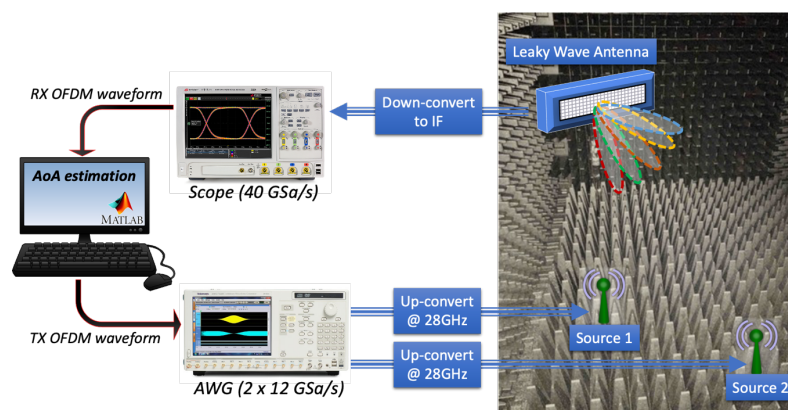 Leaky Wave Antenna
RX OFDM waveform
Down-convert
to IF
AoA estimation
MATLAB
Scope (40 GSa/s)
Up-convert
@ 28GHz
Source 1
TX OFDM waveform
Up-convert
@ 28GHz
Source 2
AWG (2 x 12 GSa/s)